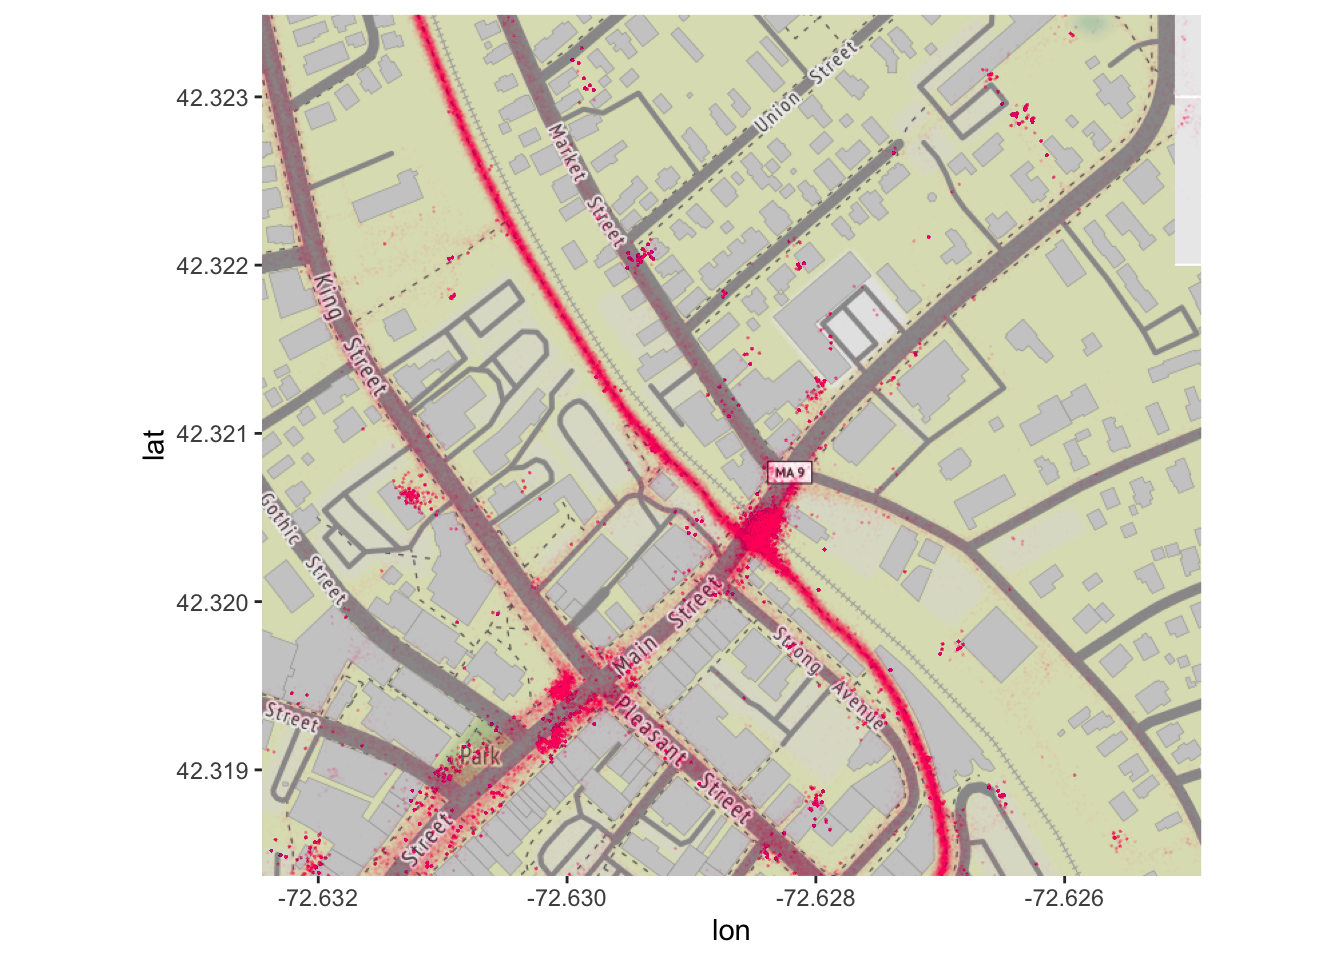 42.323
42.322
42.321
42.320
42.319
lat
-72.632
-72.630
-72.628
-72.626
lon
Union Street
Market Street
King Street
MA 9
Gothic Street
Main Street
Strong Avenue
Street
Pleasant Street
Park
Street